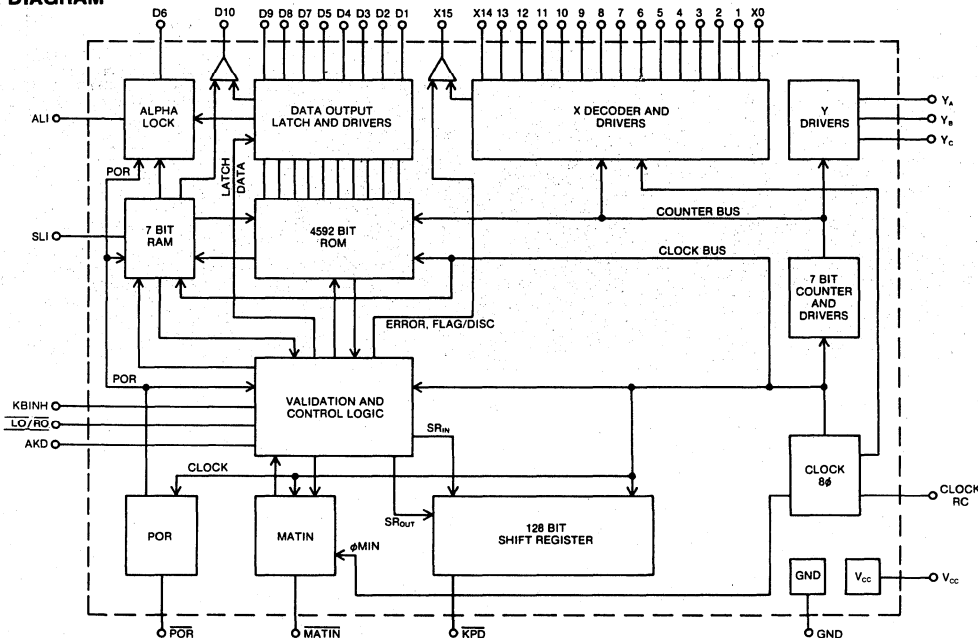 DIAGRAM
D6 D10 D9 D8 D7 D5 D4 D3 D2 D1 X15 X14 13 12 11 10 9 8 7 6 5 4 3 2 1 X0
ALI
ALPHA
LOCK
DATA OUTPUT
LATCH AND DRIVERS
X DECODER AND
DRIVERS
Y
DRIVERS
YA
YB
YC
POR
LATCH
DATA
SLI
7 BIT
RAM
4592 BIT
ROM
COUNTER BUS
CLOCK BUS
7 BIT
COUNTER
AND
DRIVERS
ERROR, FLAG/DISC
POR
VALIDATION AND
CONTROL LOGIC
KBINH
LO/RO
AKD
SRIN
CLOCK
CLOCK
8ϕ
CLOCK
RC
POR
MATIN
SROUT
128 BIT
SHIFT REGISTER
ϕMIN
GND
VCC
VCC
POR
MATIN
KPD
GND